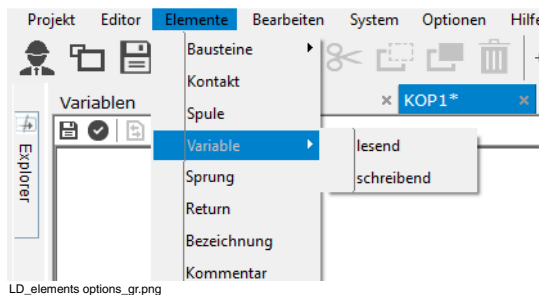 Projekt Editor Elemente Bearbeiten System Optionen Hilfe
Bausteine
Kontakt
Variablen
KOP1*
Spule
Variable
lesend
Explorer
Sprung
schreibend
Return
Bezeichnung
Kommentar
LD_elements options_gr.png